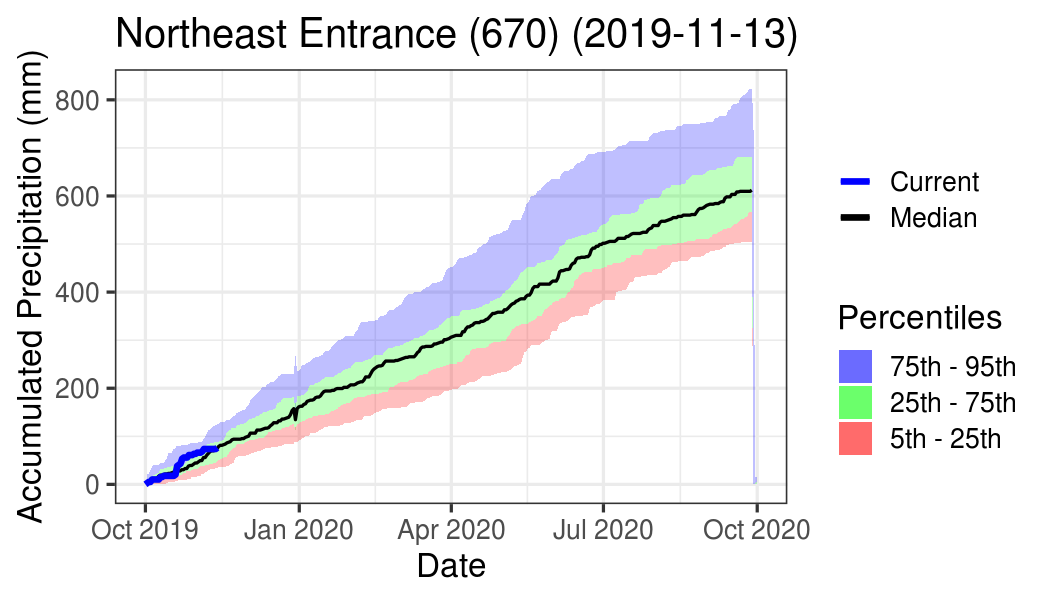 Northeast Entrance (670) (2019-11-13)
Accumulated Precipitation (mm)
800
600
400
200
0
Oct 2019
Jan 2020
Apr 2020
Jul 2020
Oct 2020
Date
Current
Median
Percentiles
75th - 95th
25th - 75th
5th - 25th